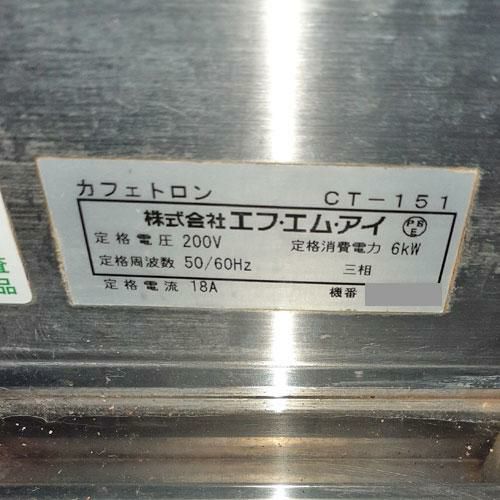 カフェトロン CT-151
株式会社エフ・エム・アイ PSE
定格電圧 200V 定格消費電力 6kW
定格周波数 50/60Hz 三相
定格電流 18A 機番
品